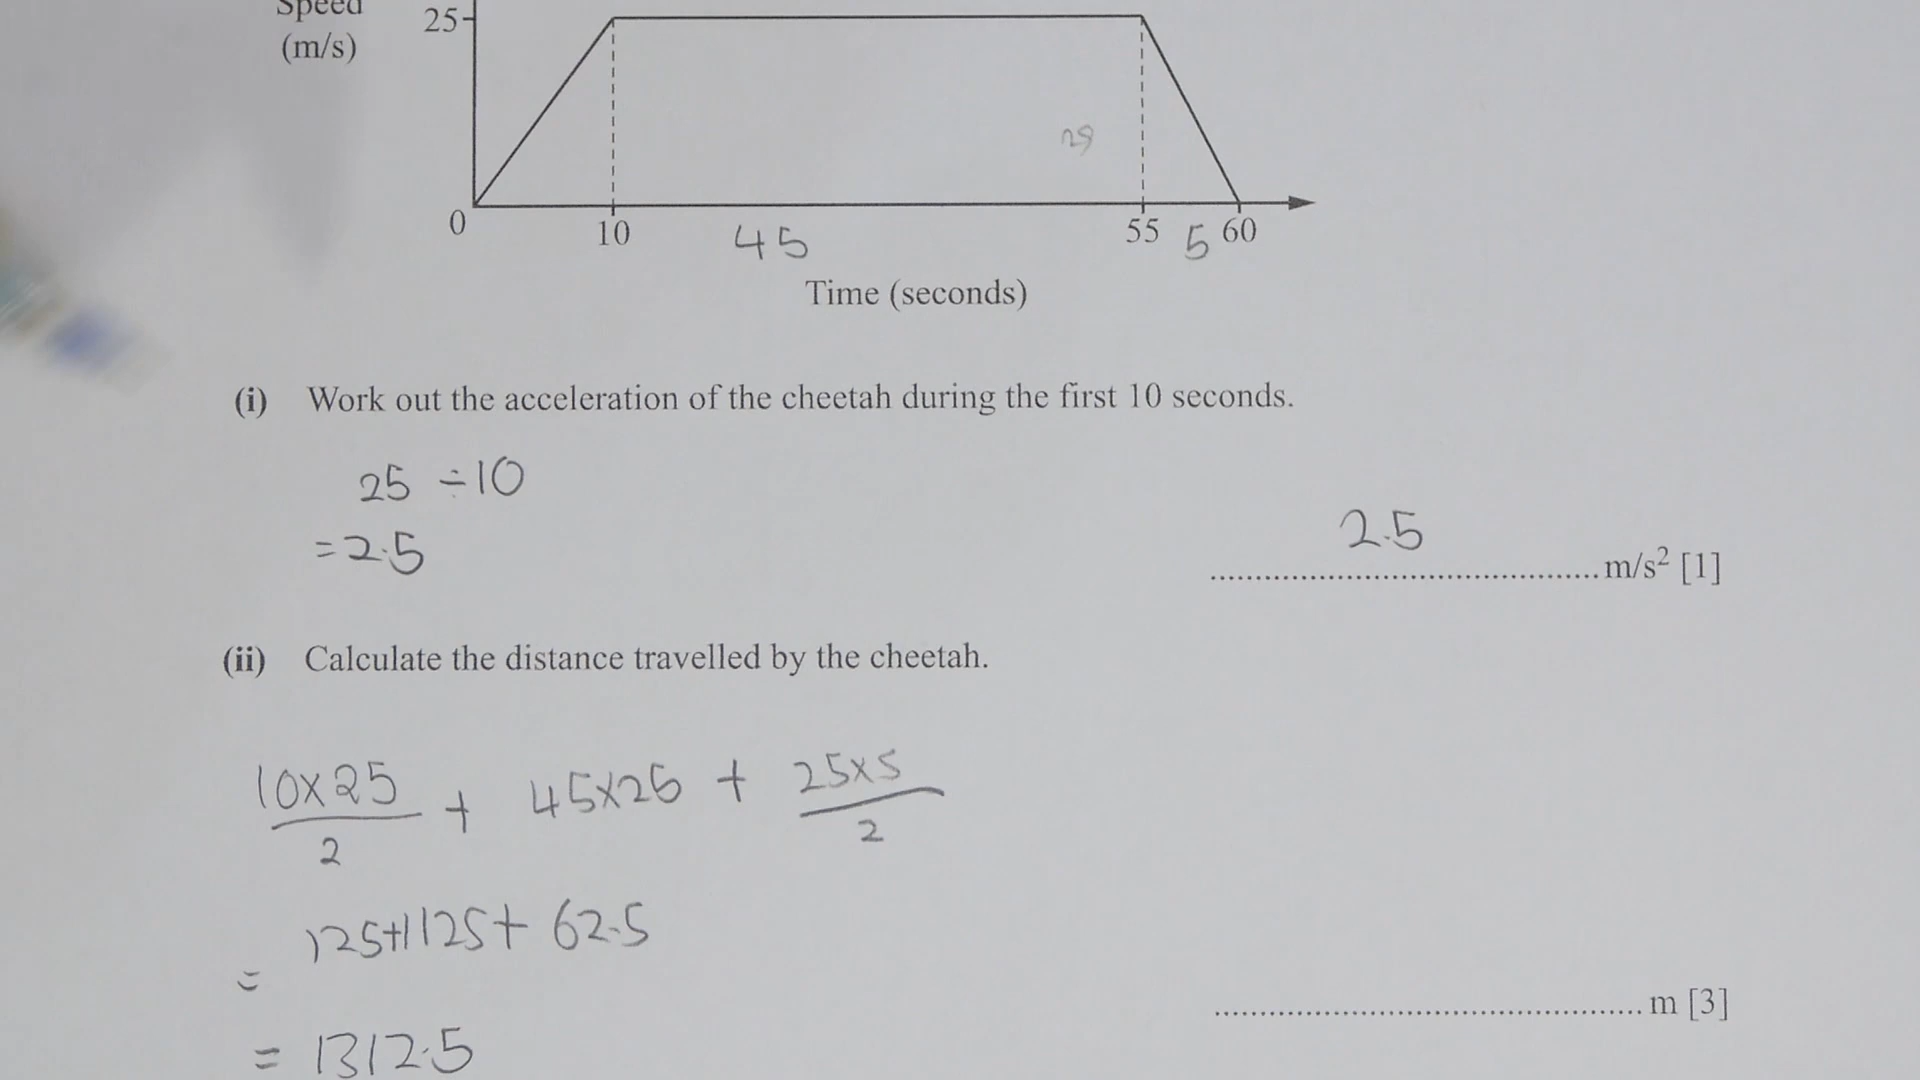 Speed
(m/s)
25
29
0
10
45
55
5
60
Time (seconds)
(i) Work out the acceleration of the cheetah during the first 10 seconds.
25 ÷ 10
= 2.5
2.5
m/s² [1]
(ii) Calculate the distance travelled by the cheetah.
10×25/2 + 45×25 + 25×5/2
= 125+1125+ 62.5
= 1312.5
m [3]